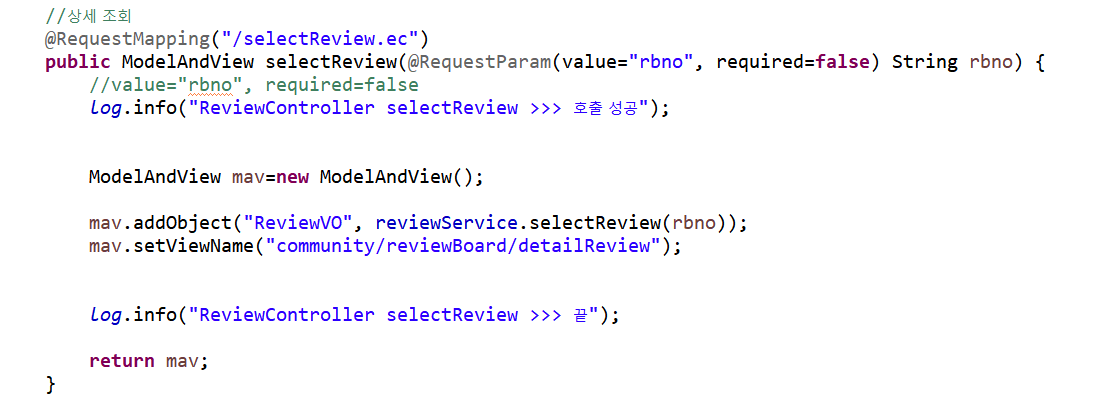 //상세 조회
@RequestMapping("/selectReview.ec")
public ModelAndView selectReview(@RequestParam(value="rbno", required=false) String rbno) {
//value="rbno", required=false
log.info("ReviewController selectReview >>> 호출 성공");
ModelAndView mav=new ModelAndView();
mav.addObject("ReviewVO", reviewService.selectReview(rbno));
mav.setViewName("community/reviewBoard/detailReview");
log.info("ReviewController selectReview >>> 끝");
return mav;
}